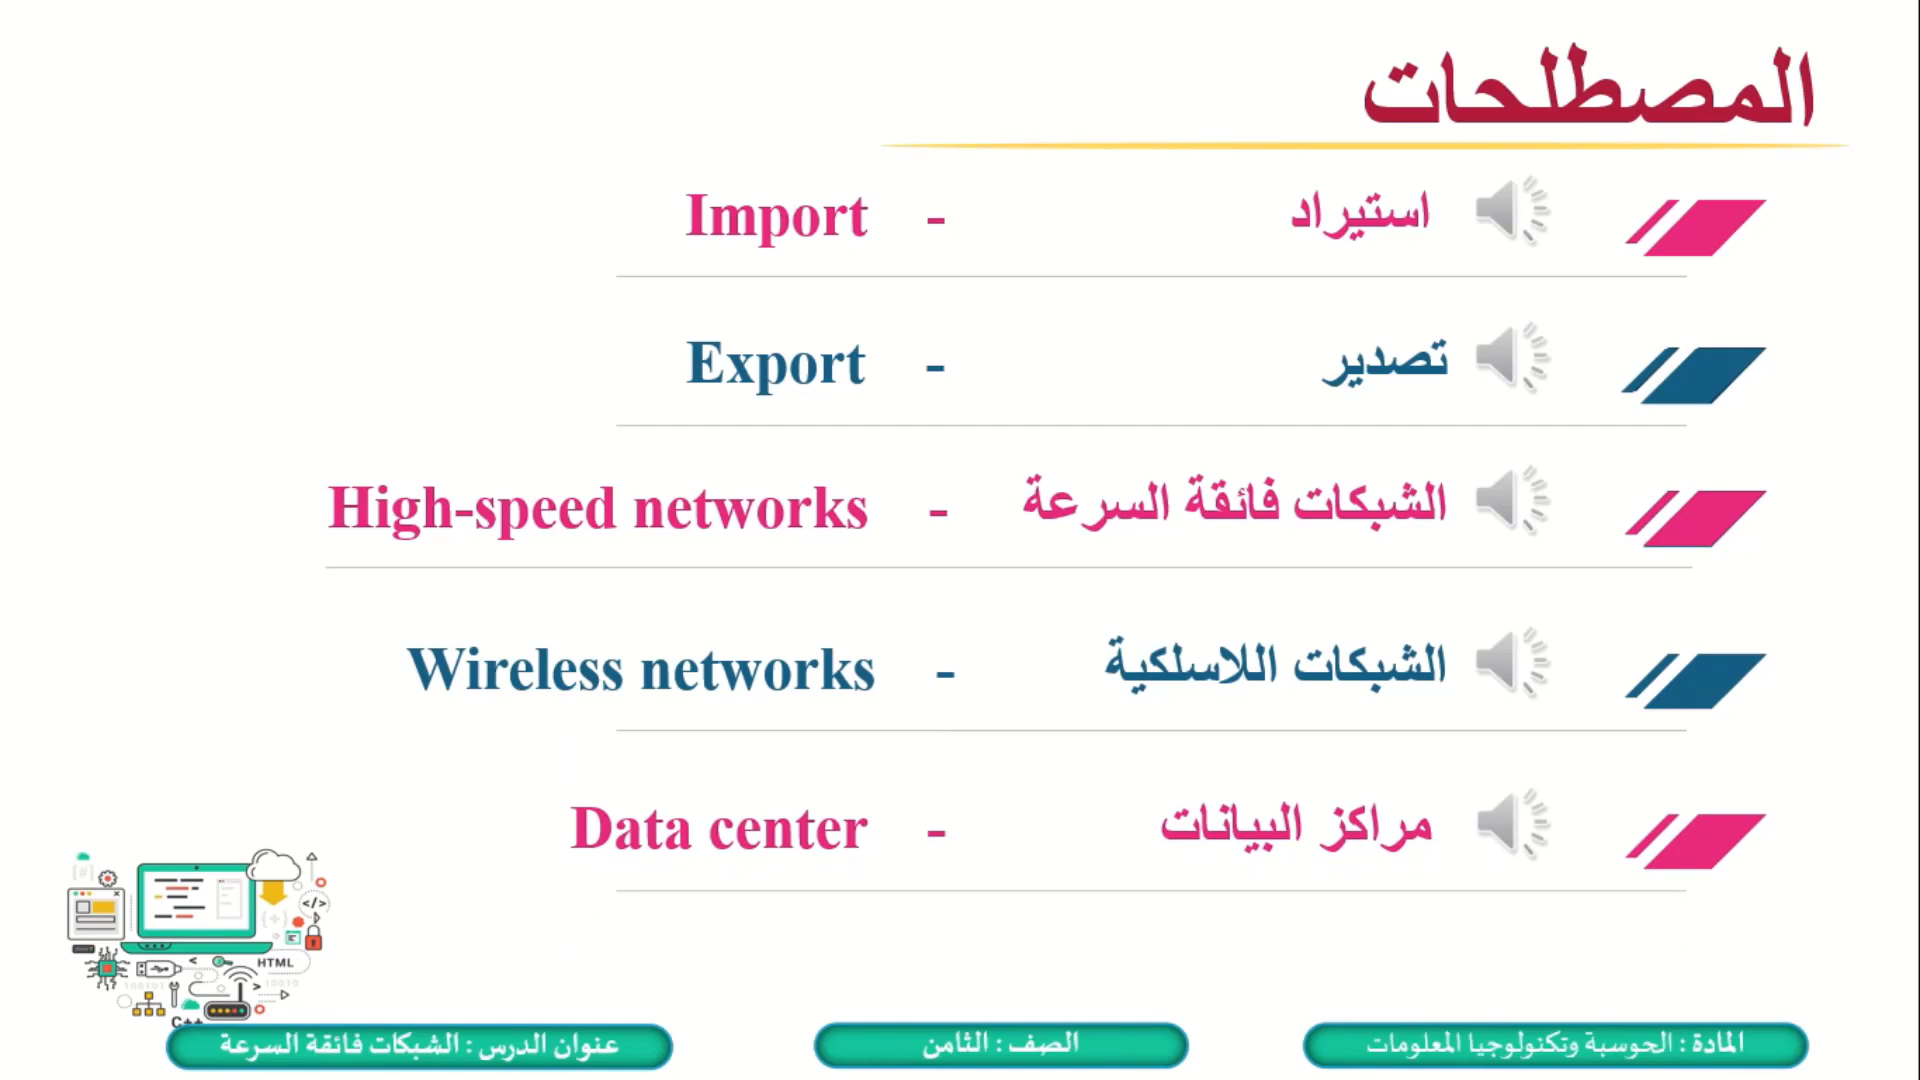 المصطلحات
استيراد - Import
تصدير - Export
الشبكات فائقة السرعة - High-speed networks
الشبكات اللاسلكية - Wireless networks
مراكز البيانات - Data center
HTML
C++
المادة : الحوسبة وتكنولوجيا المعلومات
الصف : الثامن
عنوان الدرس : الشبكات فائقة السرعة